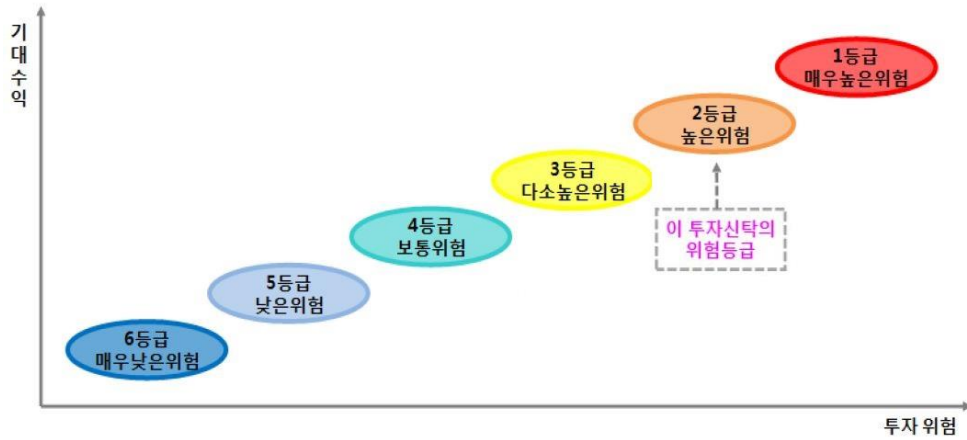 기
대
수
익
1등급
매우높은위험
2등급
높은위험
3등급
다소높은위험
이 투자신탁의
위험등급
4등급
보통위험
5등급
낮은위험
6등급
매우낮은위험
투자 위험